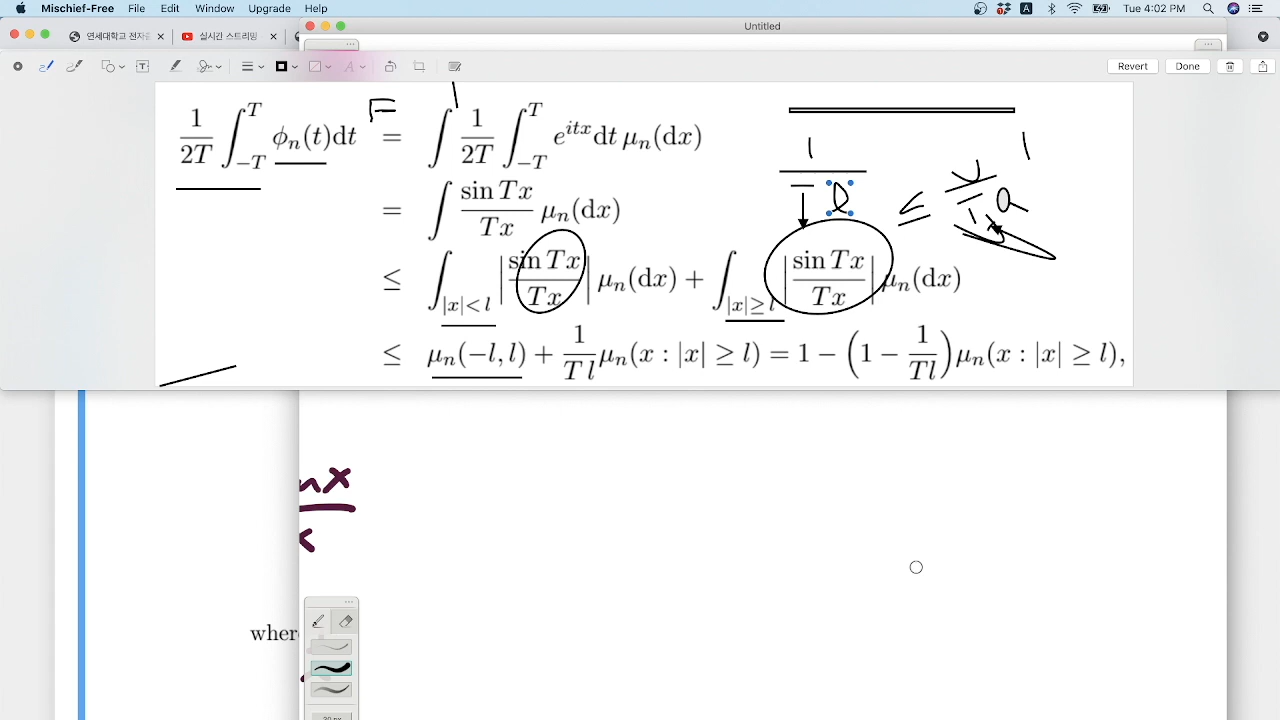 Mischief-Free File Edit Window Upgrade Help Tue 4:02 PM
Untitled
연세대학교 전자 실시간 스트리밍
Revert Done
1/2T ∫_{-T}^{T} ϕ_n(t)dt = ∫ 1/2T ∫_{-T}^{T} e^{itx}dt μ_n(dx)
= ∫ sin Tx/Tx μ_n(dx)
≤ ∫_{|x|<l} |sin Tx/Tx| μ_n(dx) + ∫_{|x|≥l} |sin Tx/Tx| μ_n(dx)
≤ μ_n(−l, l) + 1/Tl μ_n(x : |x| ≥ l) = 1 − (1 − 1/Tl) μ_n(x : |x| ≥ l),
nx
x
wher